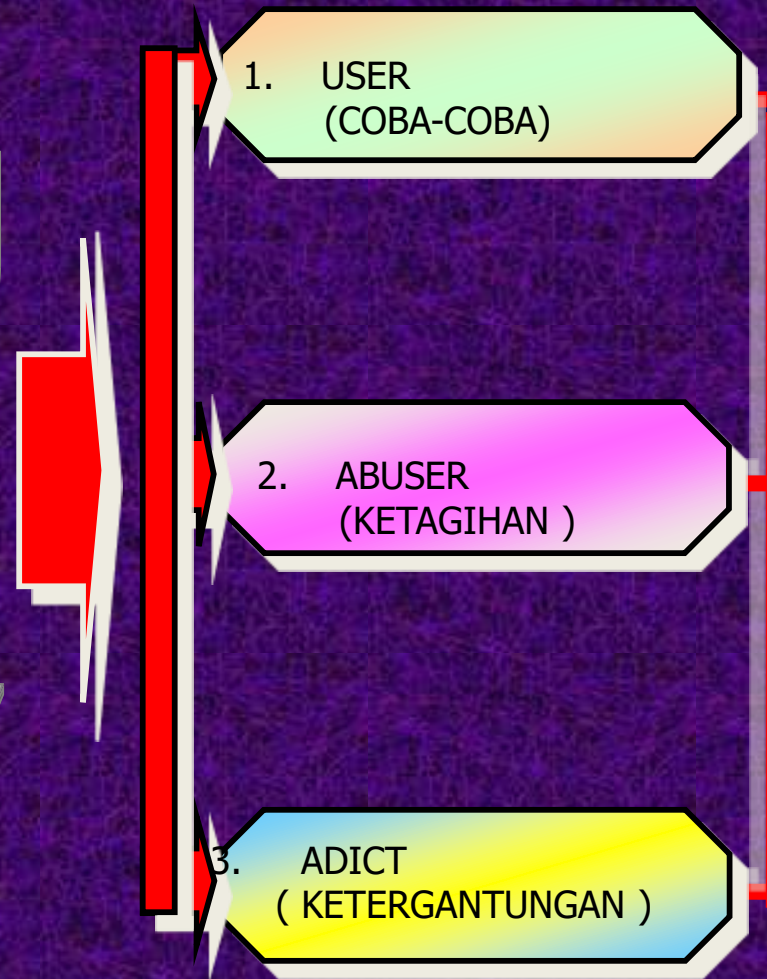 1. USER
(COBA-COBA)
2. ABUSER
(KETAGIHAN )
3. ADICT
( KETERGANTUNGAN )